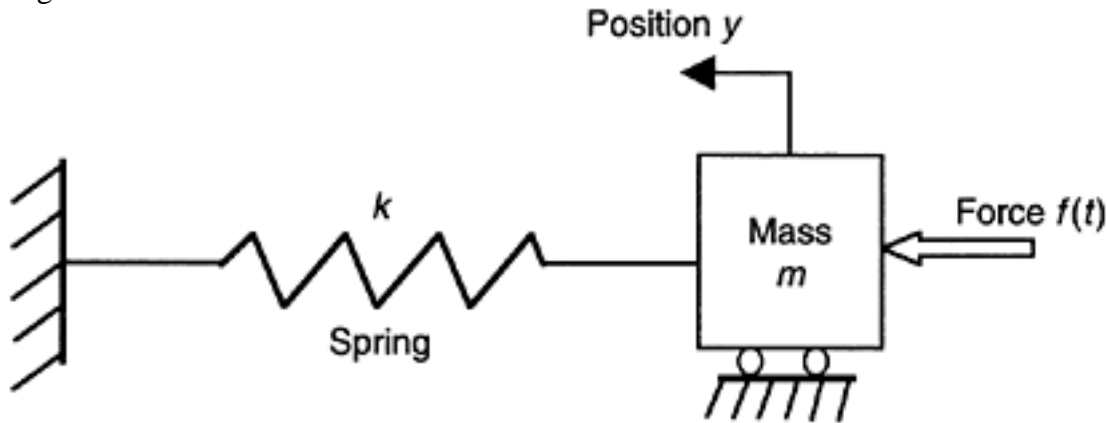 Position y
k
Mass
m
Force f(t)
Spring